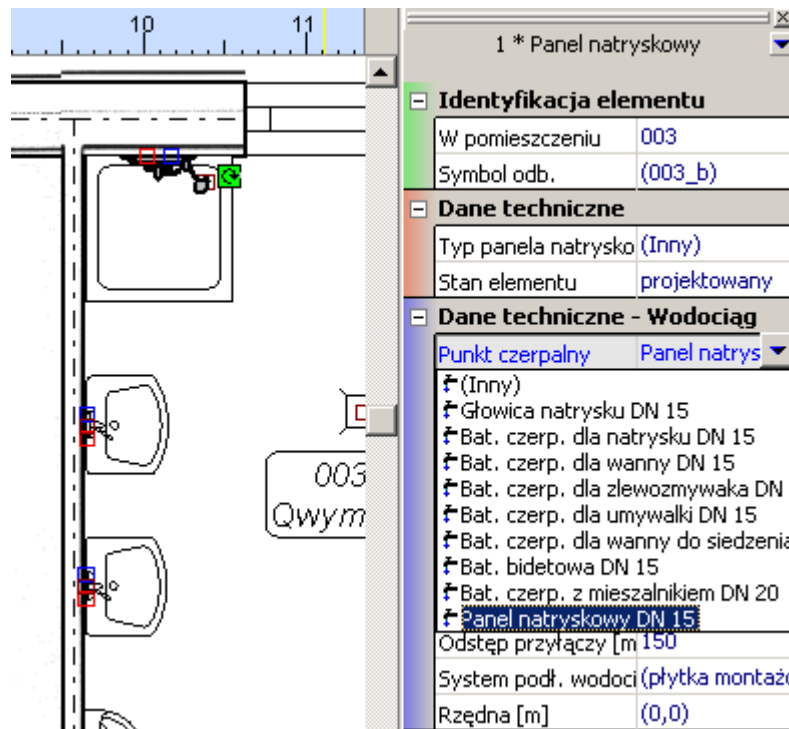 10 11
003
Qwym
1 * Panel natryskowy
Identyfikacja elementu
W pomieszczeniu 003
Symbol odb. (003_b)
Dane techniczne
Typ panela natrysko (Inny)
Stan elementu projektowany
Dane techniczne - Wodociąg
Punkt czerpalny Panel natrys
(Inny)
Głowica natrysku DN 15
Bat. czerp. dla natrysku DN 15
Bat. czerp. dla wanny DN 15
Bat. czerp. dla zlewozmywaka DN
Bat. czerp. dla umywalki DN 15
Bat. czerp. dla wanny do siedzenia
Bat. bidetowa DN 15
Bat. czerp. z mieszalnikiem DN 20
Panel natryskowy DN 15
Odstęp przyłączy [m 150
System podł. wodoci (płytka montażo
Rzędna [m] (0,0)